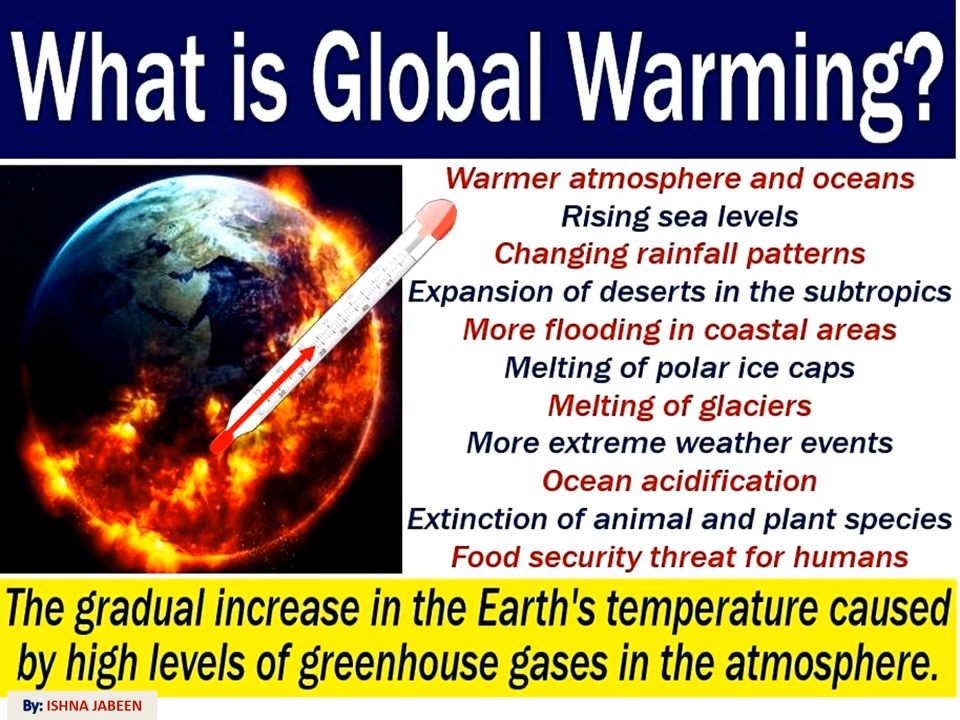 What is Global Warming?
Warmer atmosphere and oceans
Rising sea levels
Changing rainfall patterns
Expansion of deserts in the subtropics
More flooding in coastal areas
Melting of polar ice caps
Melting of glaciers
More extreme weather events
Ocean acidification
Extinction of animal and plant species
Food security threat for humans
The gradual increase in the Earth's temperature caused
by high levels of greenhouse gases in the atmosphere.
By: ISHNA JABEEN